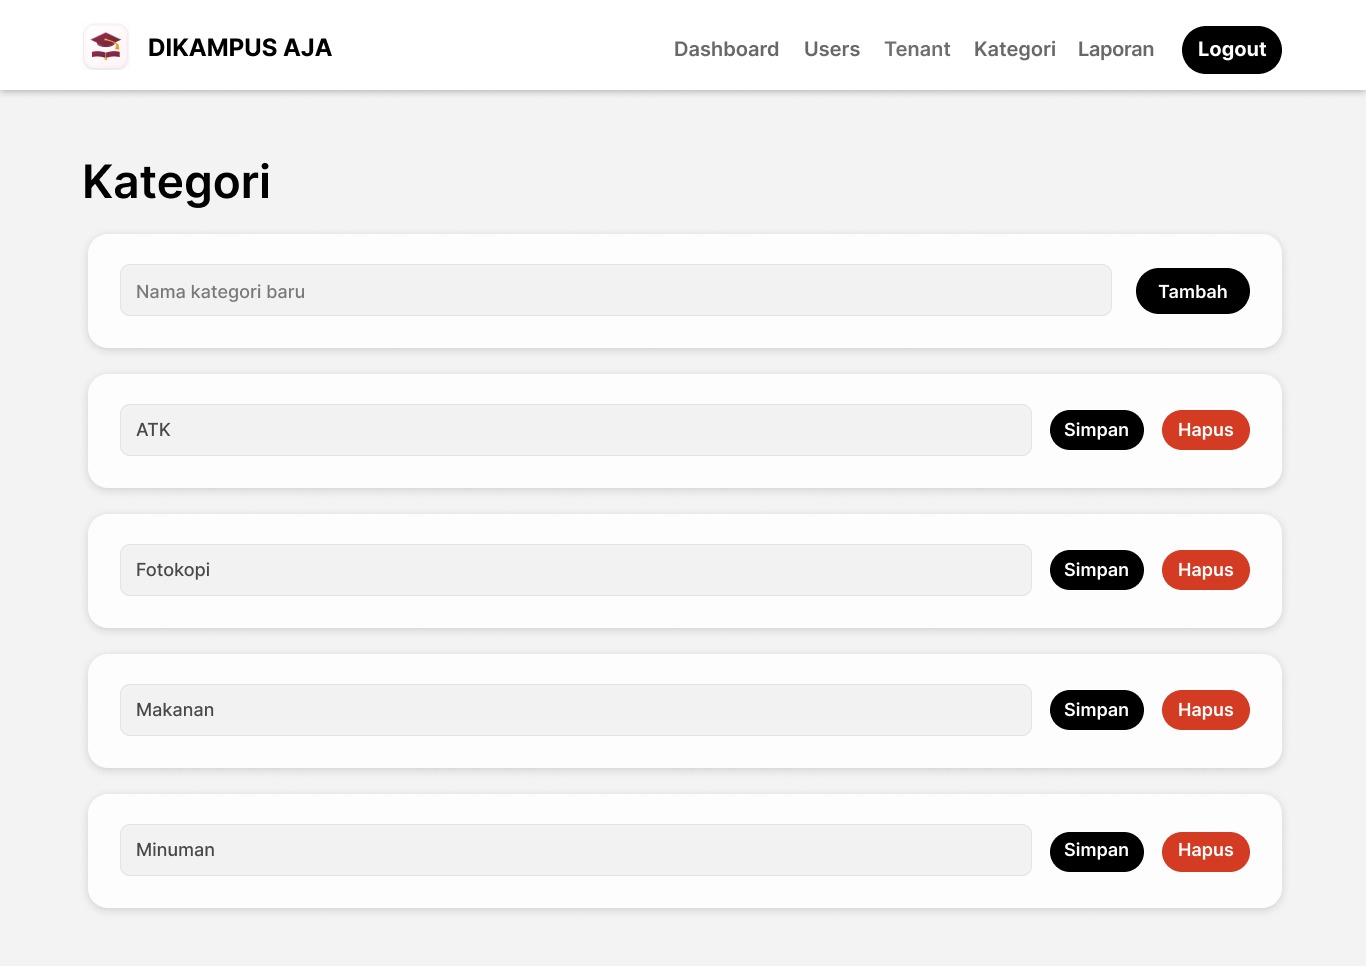 DIKAMPUS AJA
Dashboard Users Tenant Kategori Laporan Logout
Kategori
Nama kategori baru Tambah
ATK Simpan Hapus
Fotokopi Simpan Hapus
Makanan Simpan Hapus
Minuman Simpan Hapus